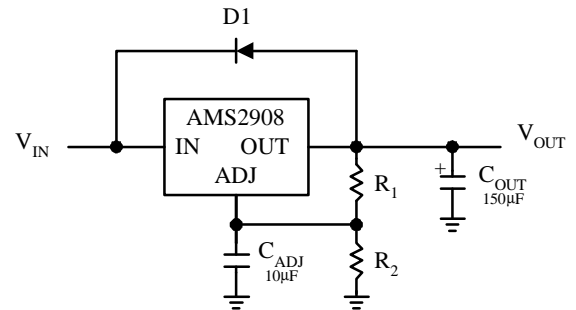 D1
AMS2908
V_IN
IN OUT
V_OUT
ADJ
+
R_1
C_OUT
150µF
C_ADJ
10µF
R_2